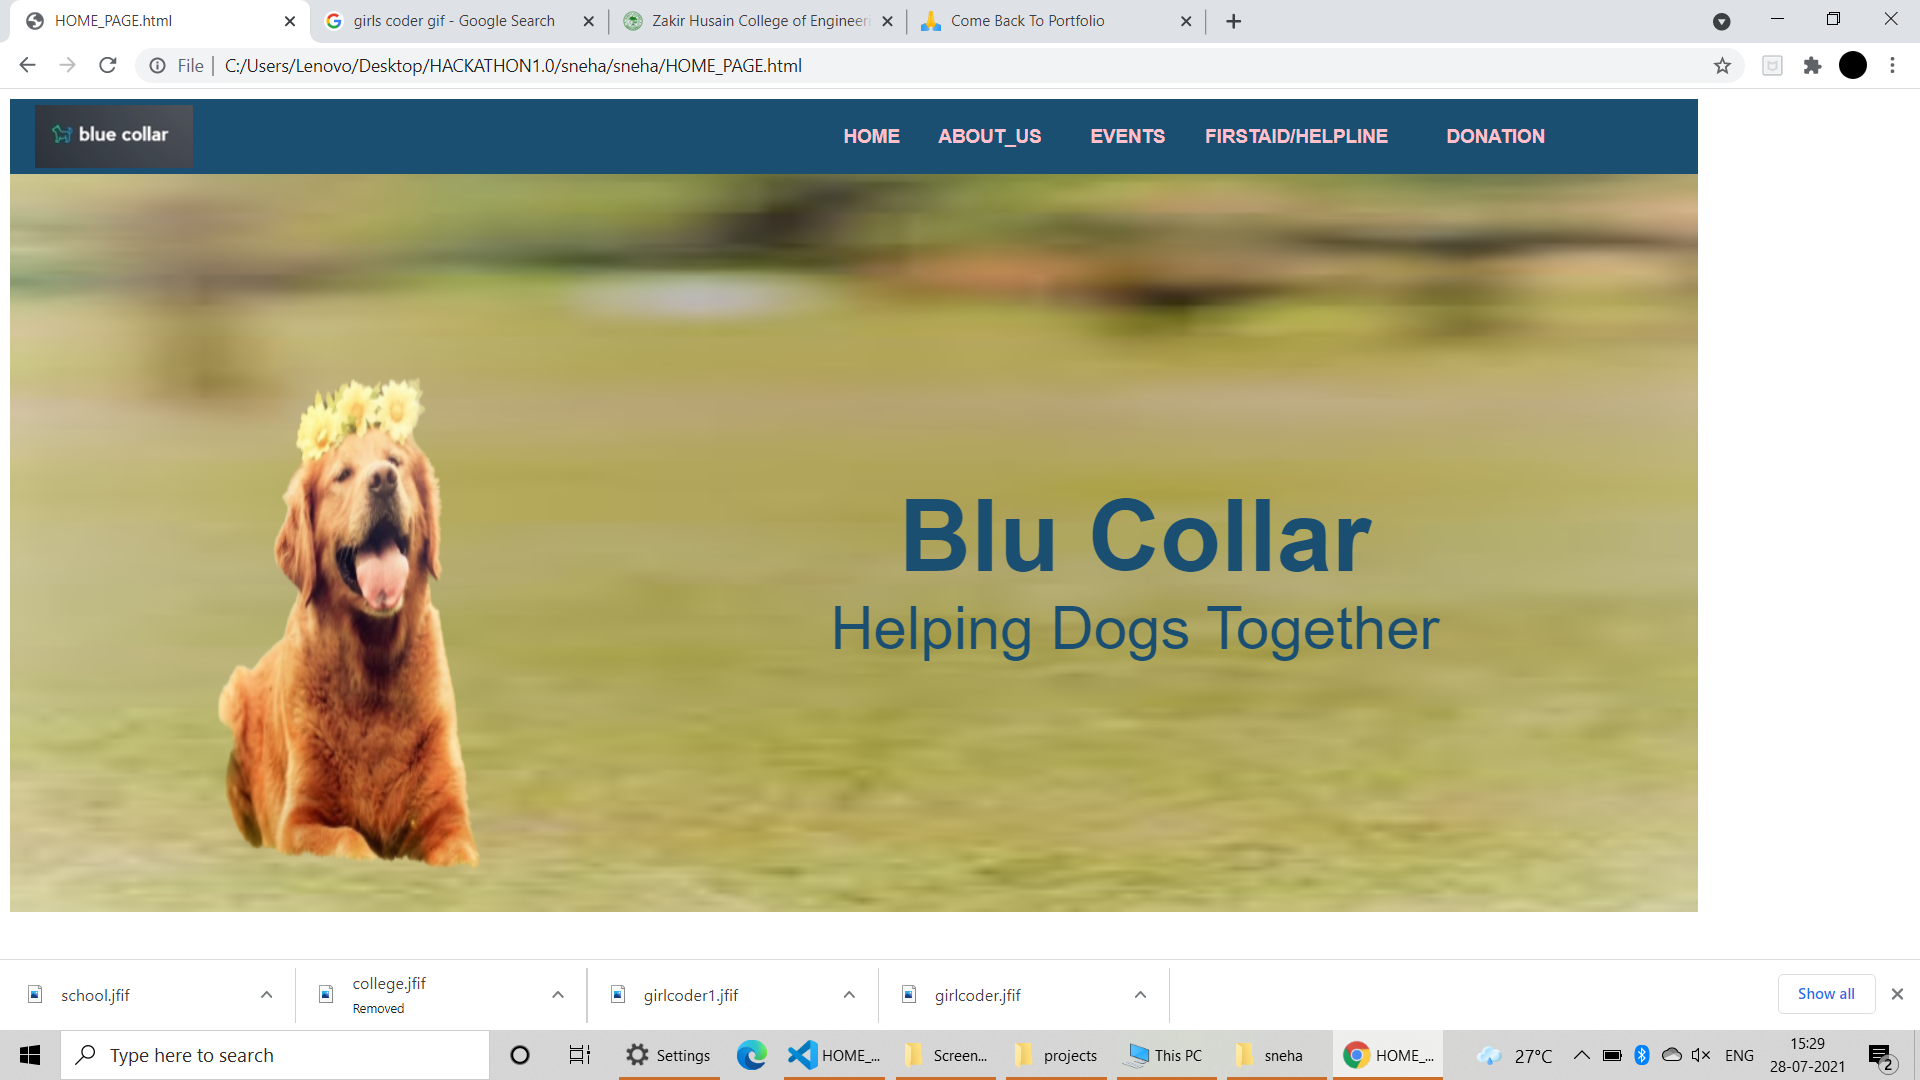 HOME_PAGE.html
girls coder gif - Google Search
Zakir Husain College of Engineeri
Come Back To Portfolio
File
C:/Users/Lenovo/Desktop/HACKATHON1.0/sneha/sneha/HOME_PAGE.html
blue collar
HOME ABOUT_US EVENTS FIRSTAID/HELPLINE DONATION
Blu Collar
Helping Dogs Together
school.jfif
college.jfif
Removed
girlcoder1.jfif
girlcoder.jfif
Show all
Type here to search
Settings
HOME_...
Screen...
projects
This PC
sneha
HOME_...
27°C
ENG
15:29
28-07-2021
2